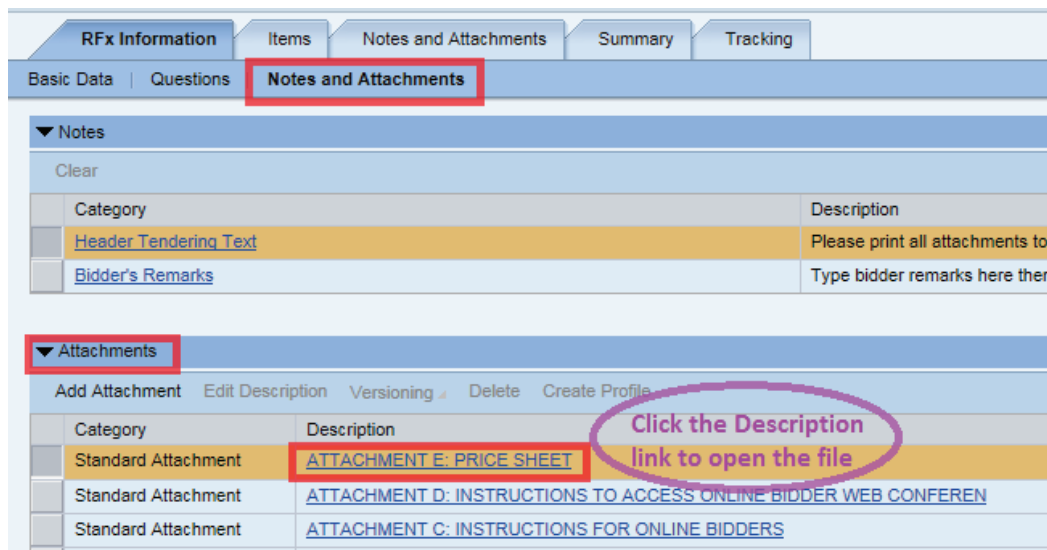 RFx Information Items Notes and Attachments Summary Tracking
Basic Data | Questions | Notes and Attachments
Notes
Clear
Category Description
Header Tendering Text Please print all attachments to
Bidder's Remarks Type bidder remarks here ther
Attachments
Add Attachment Edit Description Versioning Delete Create Profile
Category Description
Standard Attachment ATTACHMENT E: PRICE SHEET
Click the Description
link to open the file
Standard Attachment ATTACHMENT D: INSTRUCTIONS TO ACCESS ONLINE BIDDER WEB CONFEREN
Standard Attachment ATTACHMENT C: INSTRUCTIONS FOR ONLINE BIDDERS